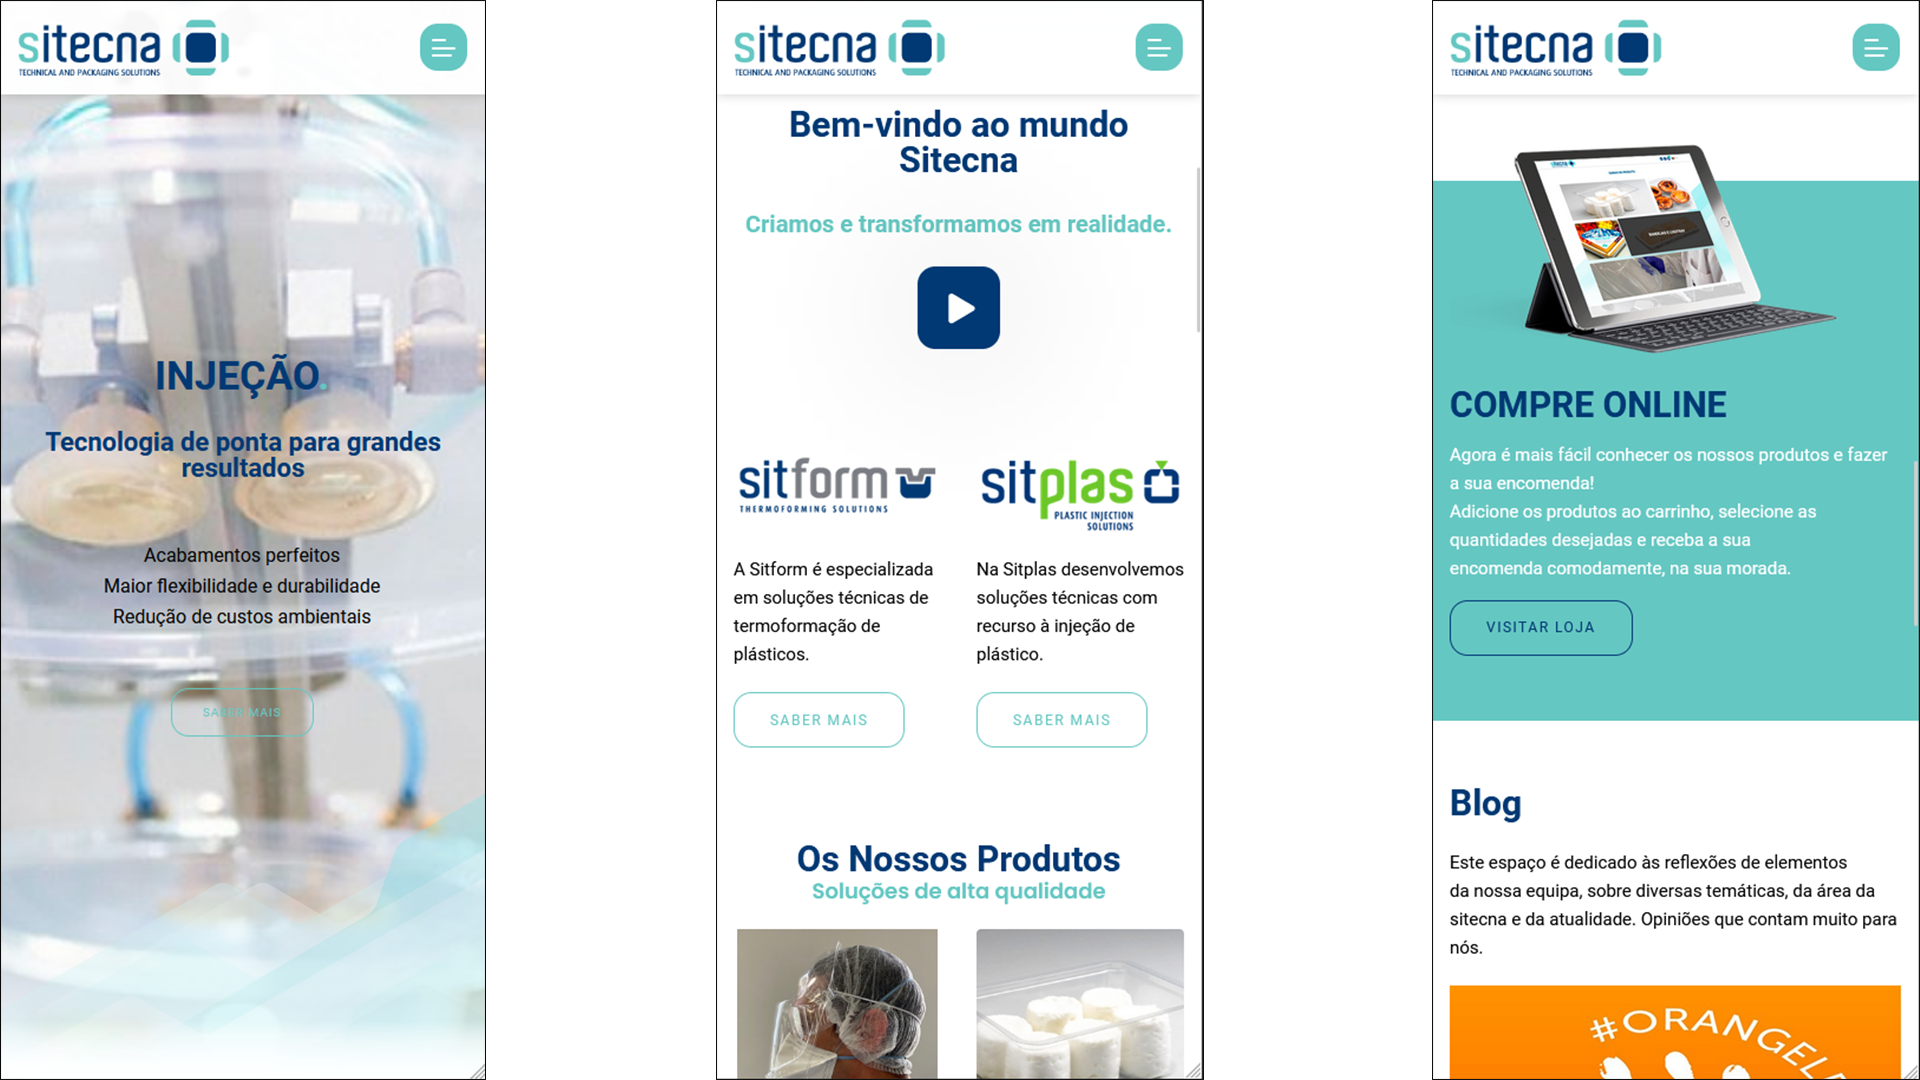 sitecna
TECHNICAL AND PACKAGING SOLUTIONS
INJEÇÃO.
Tecnologia de ponta para grandes
resultados
Acabamentos perfeitos
Maior flexibilidade e durabilidade
Redução de custos ambientais
SABER MAIS
sitecna
TECHNICAL AND PACKAGING SOLUTIONS
Bem-vindo ao mundo
Sitecna
Criamos e transformamos em realidade.
sitform
THERMOFORMING SOLUTIONS
A Sitform é especializada
em soluções técnicas de
termoformação de
plásticos.
SABER MAIS
sitplas
PLASTIC INJECTION
SOLUTIONS
Na Sitplas desenvolvemos
soluções técnicas com
recurso à injeção de
plástico.
SABER MAIS
Os Nossos Produtos
Soluções de alta qualidade
sitecna
TECHNICAL AND PACKAGING SOLUTIONS
sitecna
COMPRE ONLINE
Agora é mais fácil conhecer os nossos produtos e fazer
a sua encomenda!
Adicione os produtos ao carrinho, selecione as
quantidades desejadas e receba a sua
encomenda comodamente, na sua morada.
VISITAR LOJA
Blog
Este espaço é dedicado às reflexões de elementos
da nossa equipa, sobre diversas temáticas, da área da
sitecna e da atualidade. Opiniões que contam muito para
nós.
#ORANGE